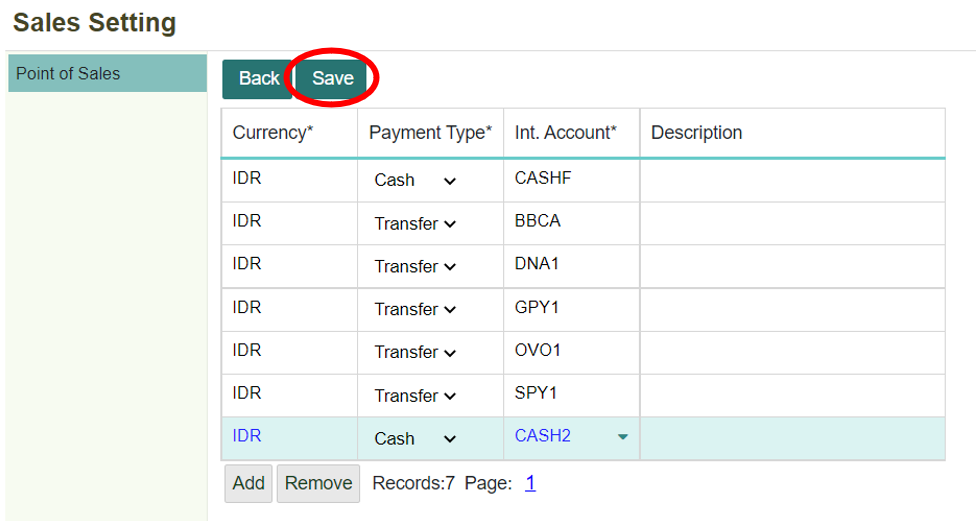 Sales Setting
Point of Sales
Back Save
Currency* Payment Type* Int. Account* Description
IDR Cash CASHF
IDR Transfer BBCA
IDR Transfer DNA1
IDR Transfer GPY1
IDR Transfer OVO1
IDR Transfer SPY1
IDR Cash CASH2
Add Remove Records:7 Page: 1